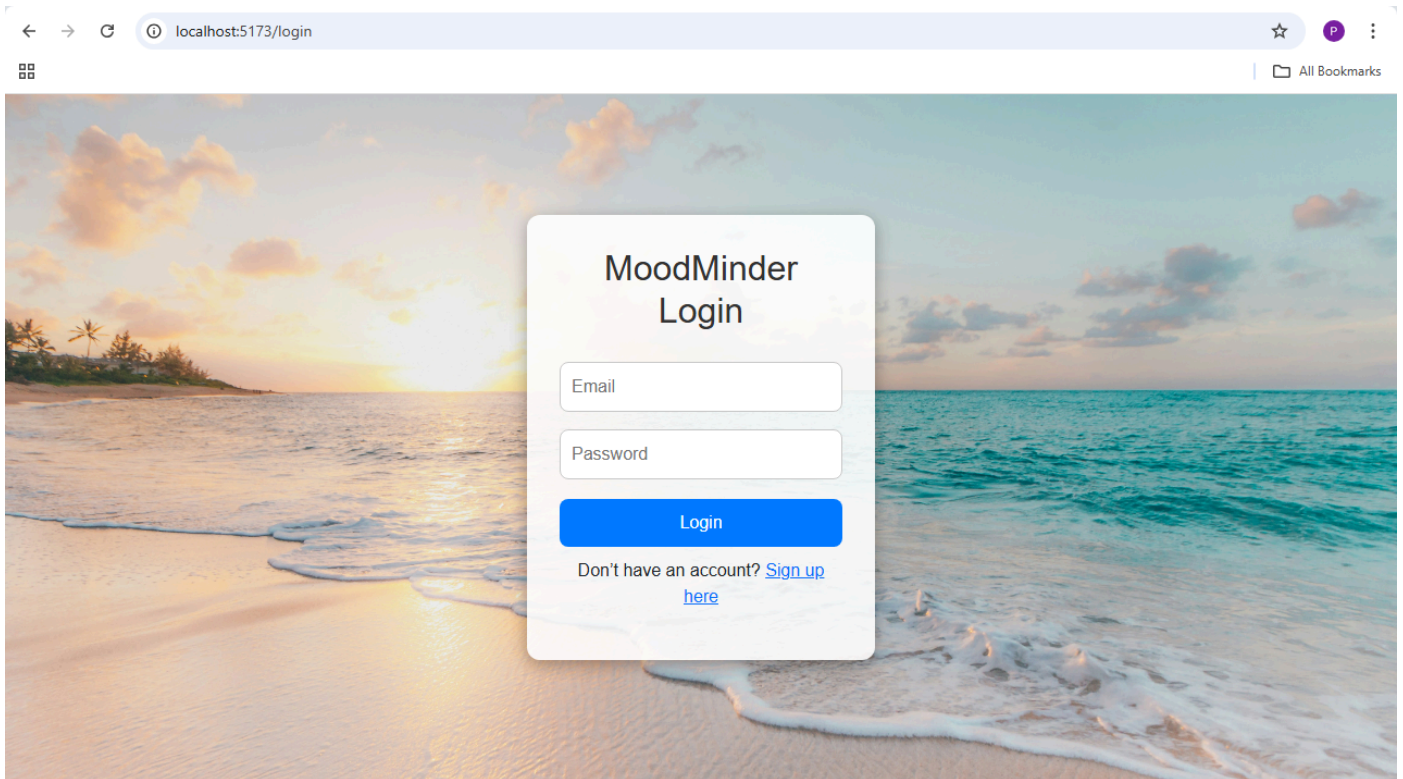 localhost:5173/login
P
All Bookmarks
MoodMinder
Login
Email
Password
Login
Don't have an account? Sign up
here